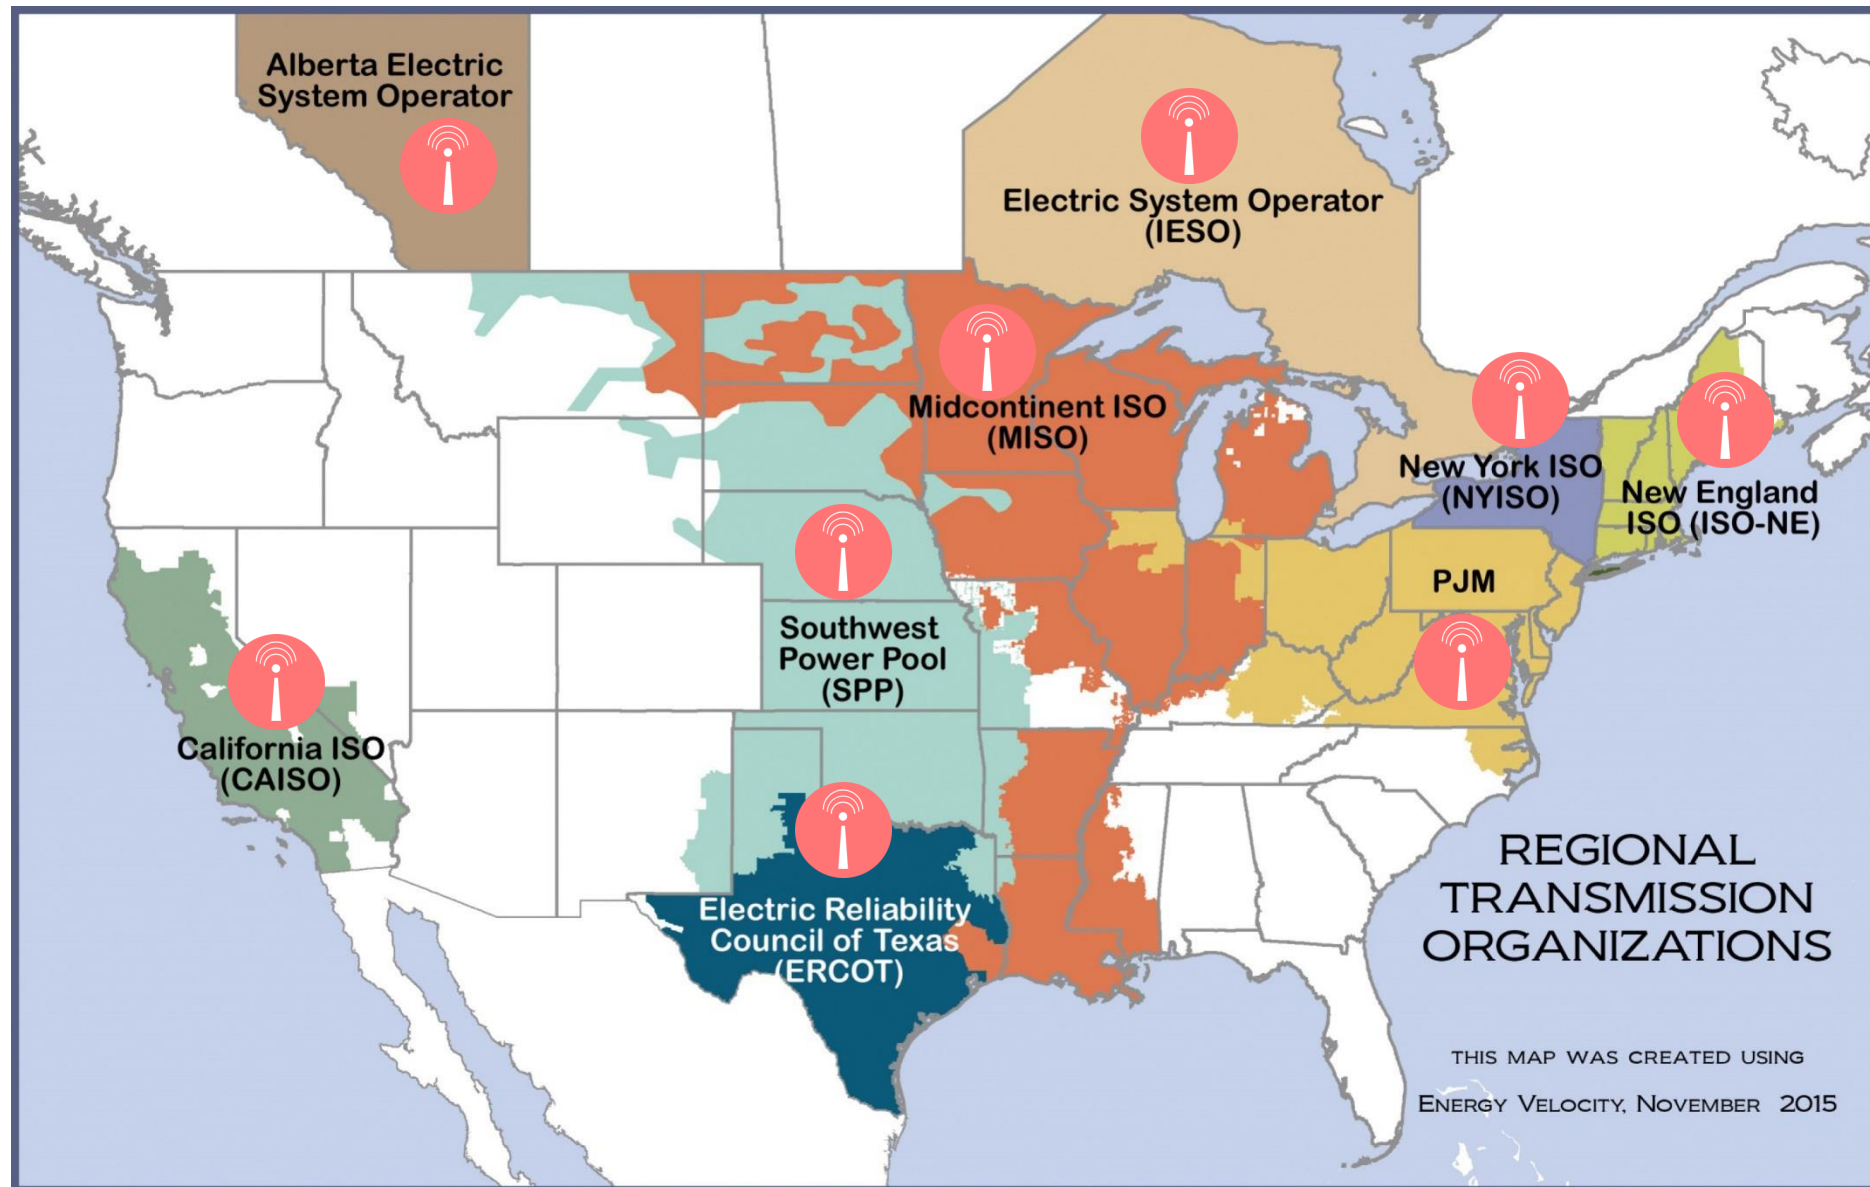 Alberta Electric
System Operator
Electric System Operator
(IESO)
Midcontinent ISO
(MISO)
New York ISO
(NYISO)
New England
ISO (ISO-NE)
PJM
Southwest
Power Pool
(SPP)
California ISO
(CAISO)
Electric Reliability
Council of Texas
(ERCOT)
REGIONAL
TRANSMISSION
ORGANIZATIONS
THIS MAP WAS CREATED USING
ENERGY VELOCITY, NOVEMBER 2015